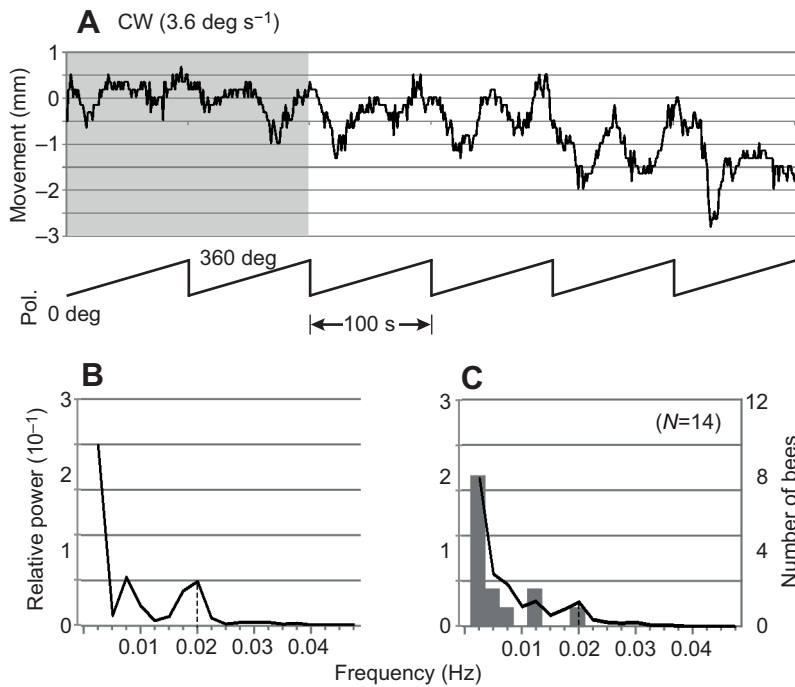 A CW (3.6 deg s⁻¹)
Movement (mm)
1
0
–1
–2
–3
Pol.
360 deg
0 deg
100 s
B
Relative power (10⁻¹)
3
2
1
0
0.01 0.02 0.03 0.04
C
(N=14)
3
2
1
0
12
8
4
0
Number of bees
0.01 0.02 0.03 0.04
Frequency (Hz)